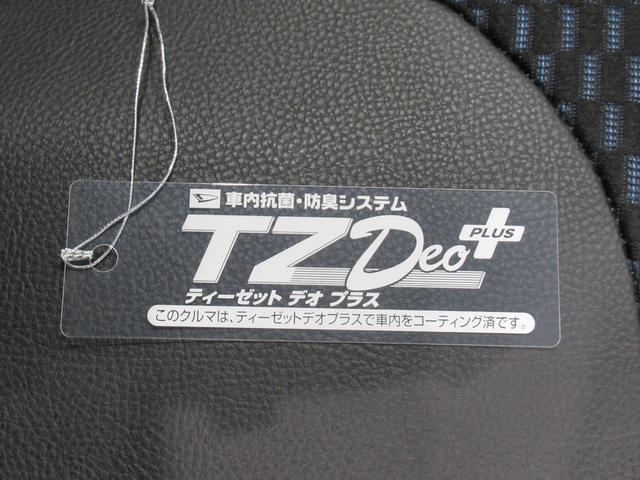 車内抗菌・防臭システム
TZDeo PLUS
ティーゼット デオ プラス
このクルマは、ティーゼットデオプラスで車内をコーティング済です。